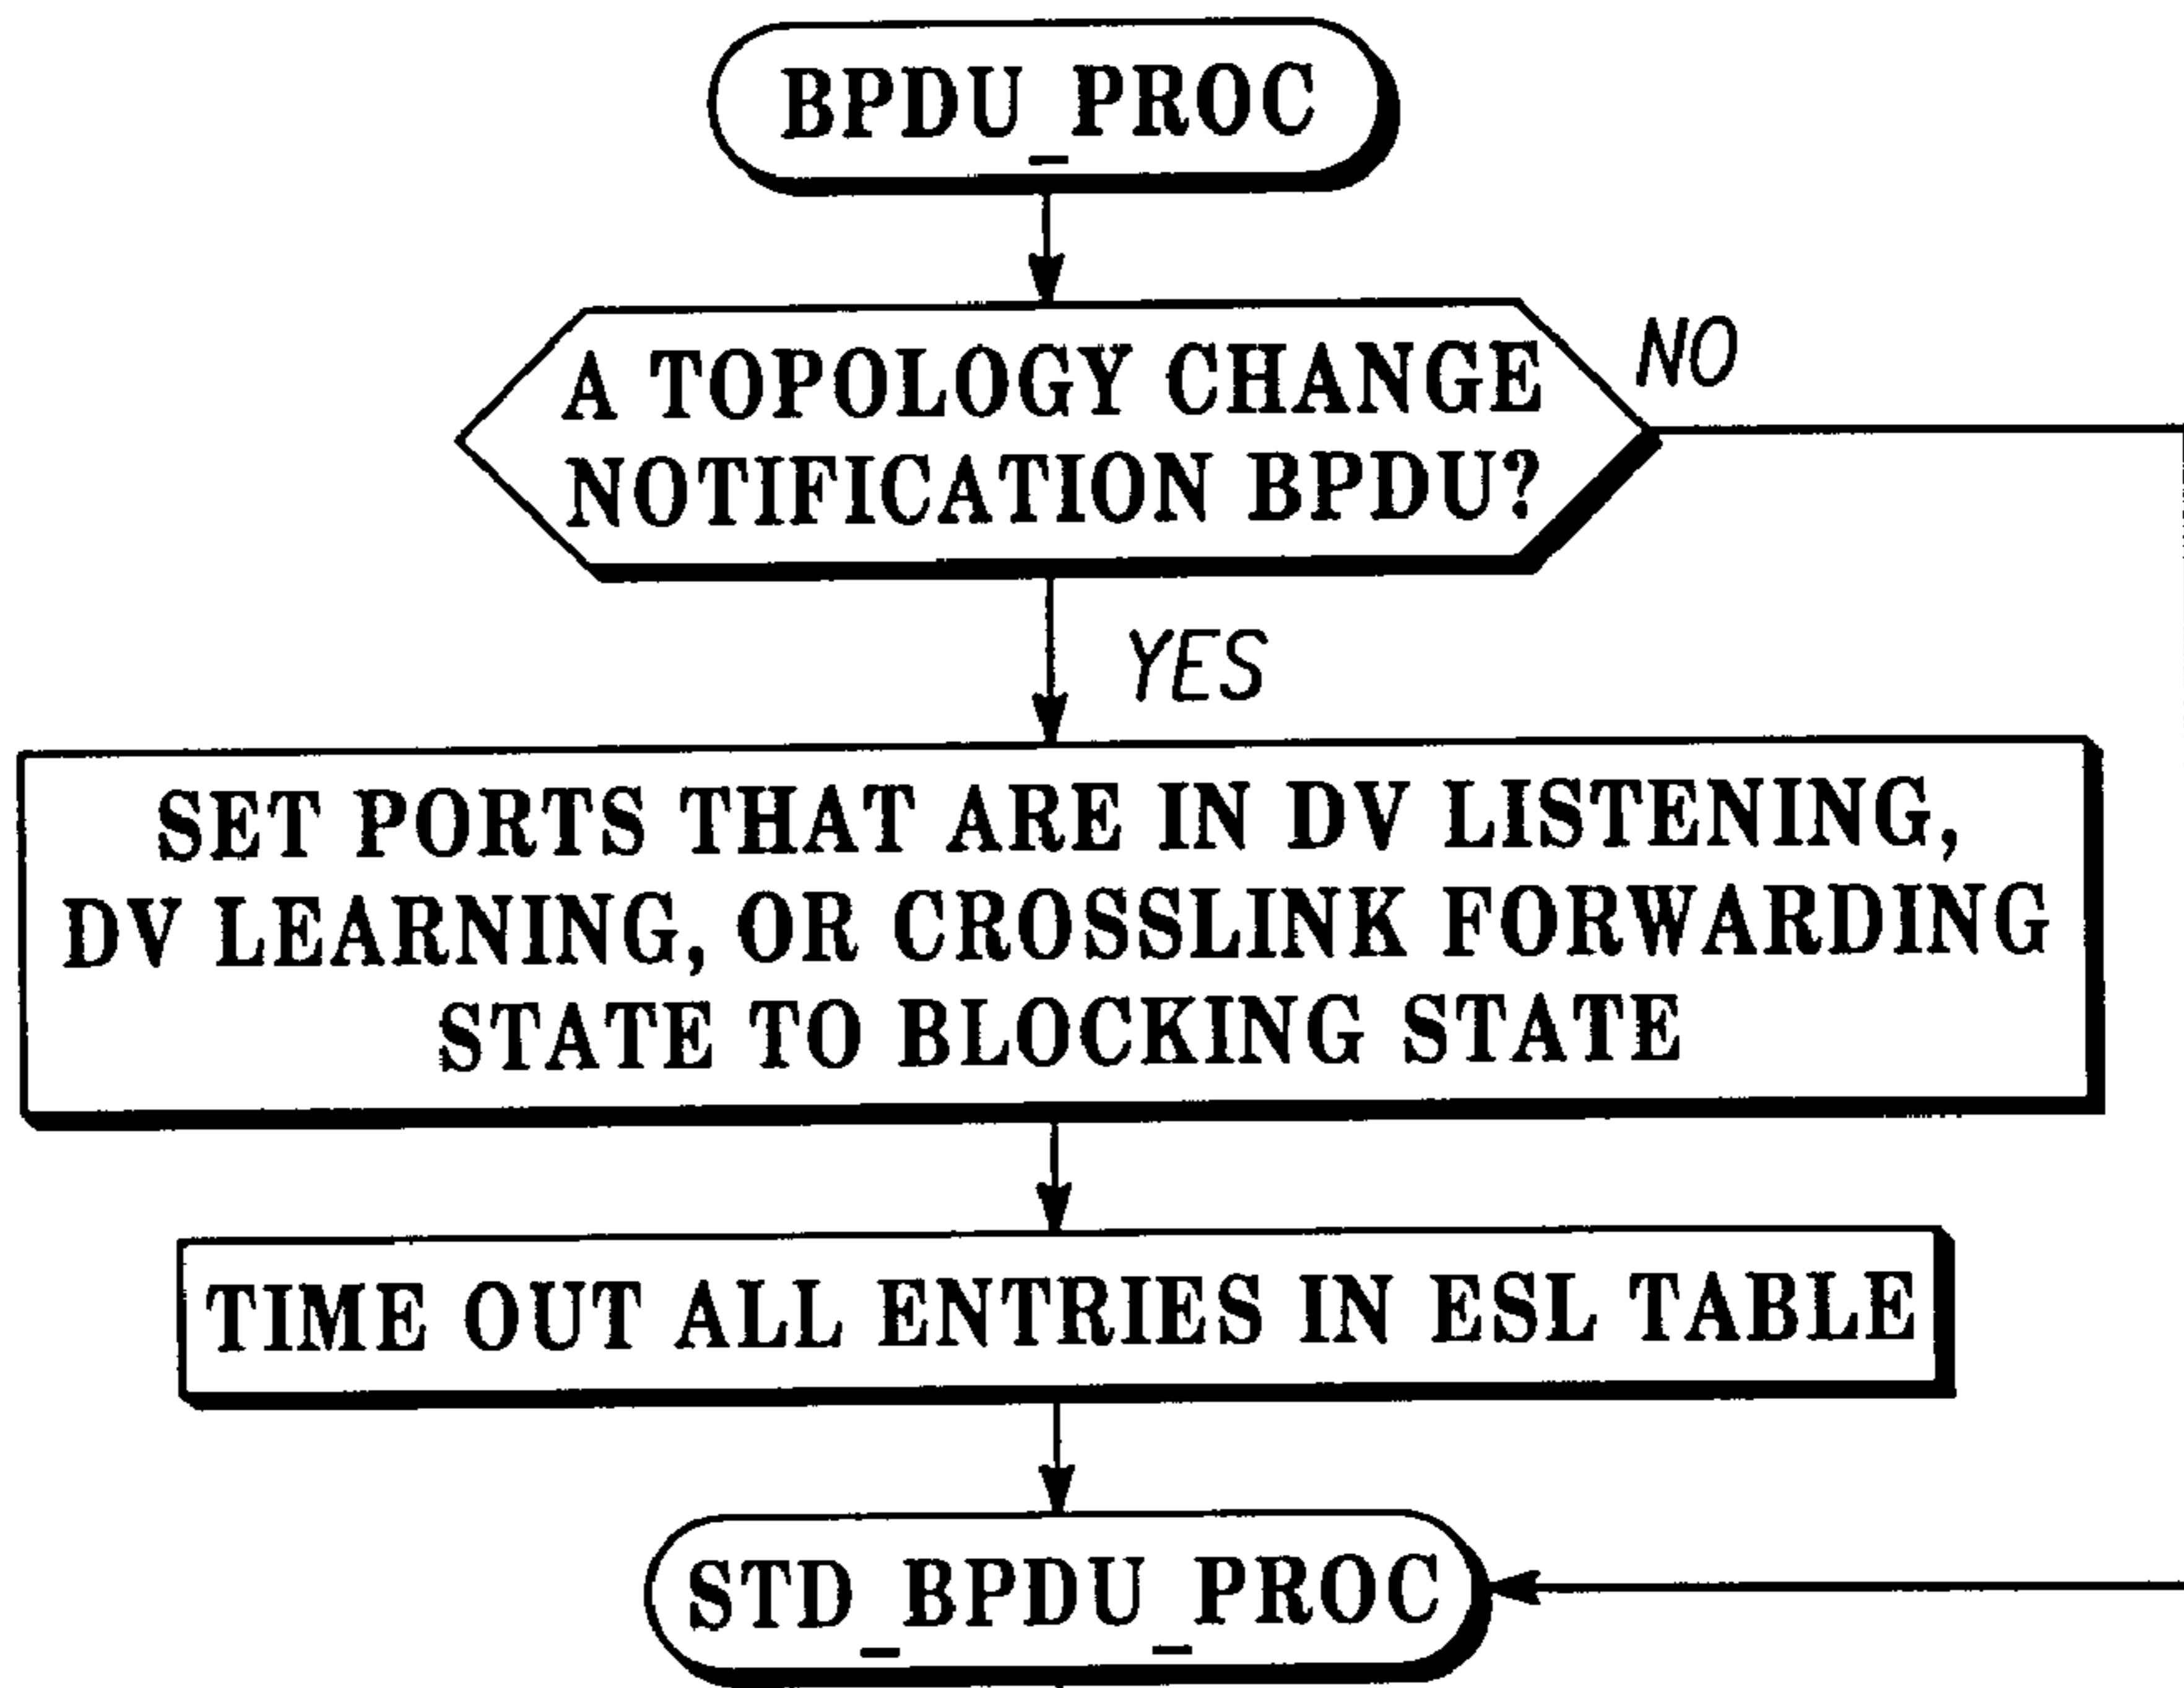 BPDU_PROC
A TOPOLOGY CHANGE
NO
NOTIFICATION BPDU?
YES
SET PORTS THAT ARE IN DV LISTENING,
DV LEARNING, OR CROSSLINK FORWARDING
STATE TO BLOCKING STATE
TIME OUT ALL ENTRIES IN ESL TABLE
STD_BPDU_PROC